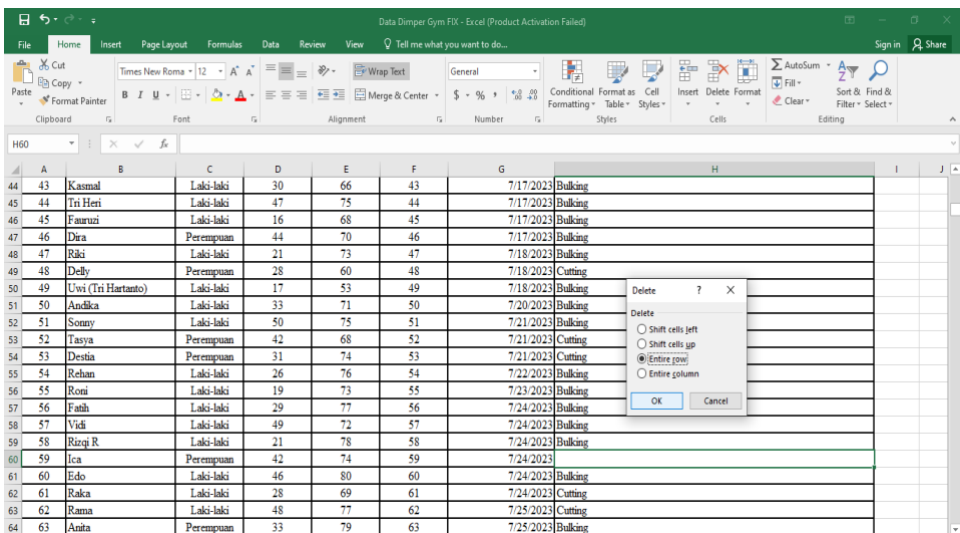 Data Dimper Gym FIX - Excel (Product Activation Failed)
File Home Insert Page Layout Formulas Data Review View Tell me what you want to do... Sign in Share
Cut
Copy
Format Painter
Paste
Clipboard
Times New Roma 12
B I U
Font
Wrap Text
Merge & Center
Alignment
General
$ % ,
Number
Conditional Formatting
Format as Table
Cell Styles
Styles
Insert Delete Format
Cells
AutoSum
Fill
Clear
Sort & Filter
Find & Select
Editing
H60 fx
A B C D E F G H I J
44 43 Kasmal Laki-laki 30 66 43 7/17/2023 Bulking
45 44 Tri Heri Laki-laki 47 75 44 7/17/2023 Bulking
46 45 Fauruzi Laki-laki 16 68 45 7/17/2023 Bulking
47 46 Dira Perempuan 44 70 46 7/17/2023 Bulking
48 47 Riki Laki-laki 21 73 47 7/18/2023 Bulking
49 48 Delly Perempuan 28 60 48 7/18/2023 Cutting
50 49 Uwi (Tri Hartanto) Laki-laki 17 53 49 7/18/2023 Bulking
51 50 Andika Laki-laki 33 71 50 7/20/2023 Bulking
52 51 Sonny Laki-laki 50 75 51 7/21/2023 Bulking
53 52 Tasya Perempuan 42 68 52 7/21/2023 Cutting
54 53 Destia Perempuan 31 74 53 7/21/2023 Cutting
55 54 Rehan Laki-laki 26 76 54 7/22/2023 Bulking
56 55 Roni Laki-laki 19 73 55 7/23/2023 Bulking
57 56 Fatih Laki-laki 29 77 56 7/24/2023 Bulking
58 57 Vidi Laki-laki 49 72 57 7/24/2023 Bulking
59 58 Rizqi R Laki-laki 21 78 58 7/24/2023 Bulking
60 59 Ica Perempuan 42 74 59 7/24/2023
61 60 Edo Laki-laki 46 80 60 7/24/2023 Bulking
62 61 Raka Laki-laki 28 69 61 7/24/2023 Cutting
63 62 Rama Laki-laki 48 77 62 7/25/2023 Cutting
64 63 Anita Perempuan 33 79 63 7/25/2023 Bulking
Delete ?
Delete
Shift cells left
Shift cells up
Entire row
Entire column
OK Cancel